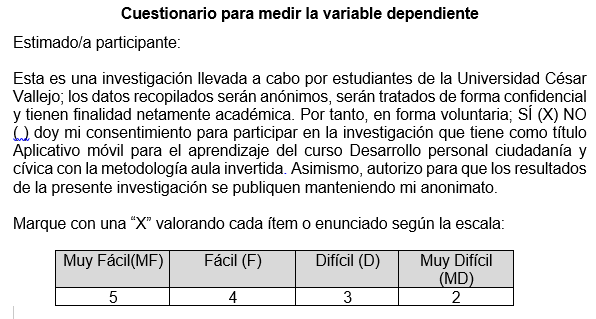 Cuestionario para medir la variable dependiente
Estimado/a participante:
Esta es una investigación llevada a cabo por estudiantes de la Universidad César
Vallejo; los datos recopilados serán anónimos, serán tratados de forma confidencial
y tienen finalidad netamente académica. Por tanto, en forma voluntaria; SÍ (X) NO
( ) doy mi consentimiento para participar en la investigación que tiene como título
Aplicativo móvil para el aprendizaje del curso Desarrollo personal ciudadanía y
cívica con la metodología aula invertida. Asimismo, autorizo para que los resultados
de la presente investigación se publiquen manteniendo mi anonimato.
Marque con una “X” valorando cada ítem o enunciado según la escala:
Muy Fácil(MF) Fácil (F) Difícil (D) Muy Difícil
(MD)
5 4 3 2